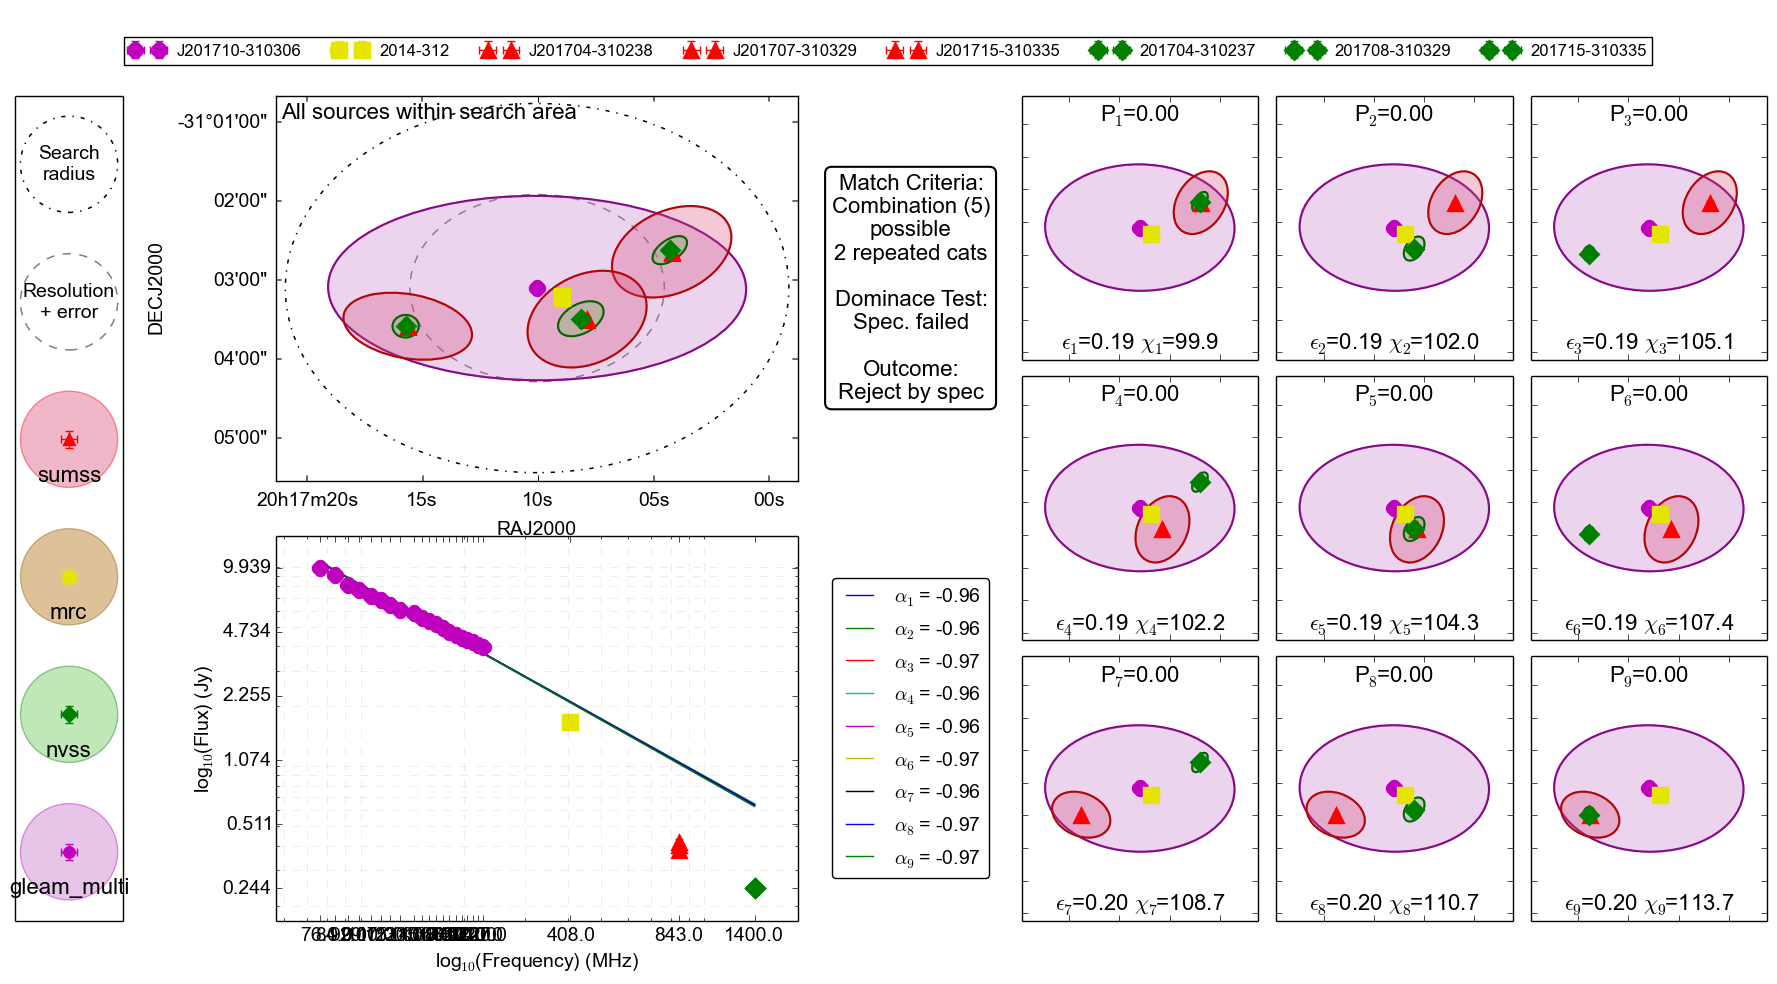 J201710-310306 2014-312 J201704-310238 J201707-310329 J201715-310335 201704-310237 201708-310329 201715-310335
Search
radius
Resolution
+ error
sumss
mrc
nvss
gleam_multi
All sources within search area
DECJ2000
-31°01'00"
02'00"
03'00"
04'00"
05'00"
20h17m20s 15s 10s 05s 00s
RAJ2000
Match Criteria:
Combination (5)
possible
2 repeated cats
Dominace Test:
Spec. failed
Outcome:
Reject by spec
log10(Flux) (Jy)
9.939
4.734
2.255
1.074
0.511
0.244
408.0 843.0 1400.0
log10(Frequency) (MHz)
α1 = -0.96
α2 = -0.96
α3 = -0.97
α4 = -0.96
α5 = -0.96
α6 = -0.97
α7 = -0.96
α8 = -0.97
α9 = -0.97
P1=0.00
ϵ1=0.19 χ1=99.9
P2=0.00
ϵ2=0.19 χ2=102.0
P3=0.00
ϵ3=0.19 χ3=105.1
P4=0.00
ϵ4=0.19 χ4=102.2
P5=0.00
ϵ5=0.19 χ5=104.3
P6=0.00
ϵ6=0.19 χ6=107.4
P7=0.00
ϵ7=0.20 χ7=108.7
P8=0.00
ϵ8=0.20 χ8=110.7
P9=0.00
ϵ9=0.20 χ9=113.7